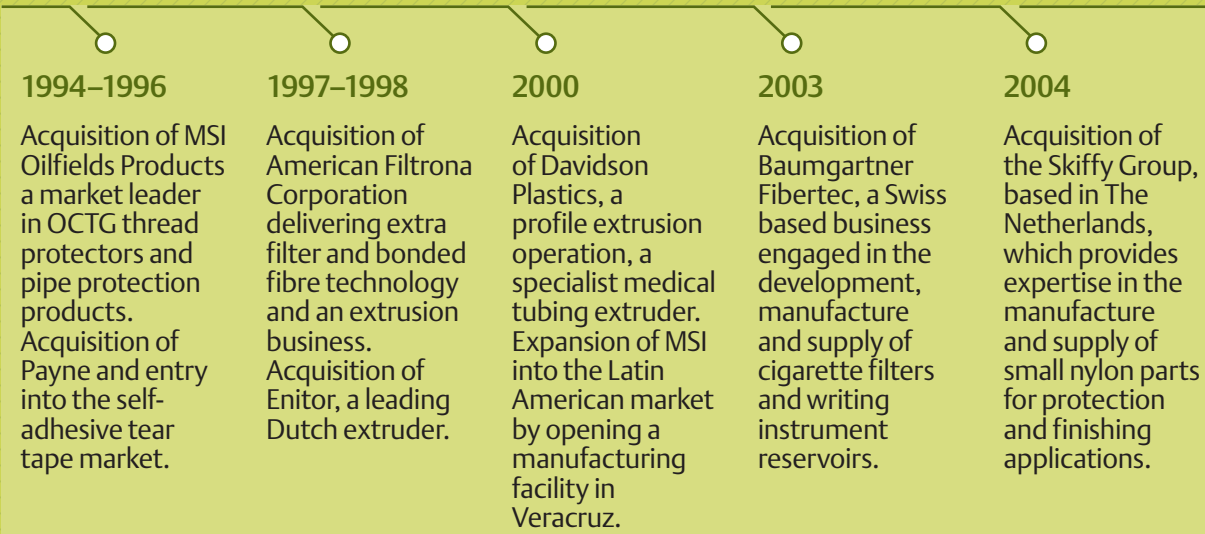 1994–1996
Acquisition of MSI
Oilfields Products
a market leader
in OCTG thread
protectors and
pipe protection
products.
Acquisition of
Payne and entry
into the self-
adhesive tear
tape market.
1997–1998
Acquisition of
American Filtrona
Corporation
delivering extra
filter and bonded
fibre technology
and an extrusion
business.
Acquisition of
Enitor, a leading
Dutch extruder.
2000
Acquisition
of Davidson
Plastics, a
profile extrusion
operation, a
specialist medical
tubing extruder.
Expansion of MSI
into the Latin
American market
by opening a
manufacturing
facility in
Veracruz.
2003
Acquisition of
Baumgartner
Fibertec, a Swiss
based business
engaged in the
development,
manufacture
and supply of
cigarette filters
and writing
instrument
reservoirs.
2004
Acquisition of
the Skiffy Group,
based in The
Netherlands,
which provides
expertise in the
manufacture
and supply of
small nylon parts
for protection
and finishing
applications.